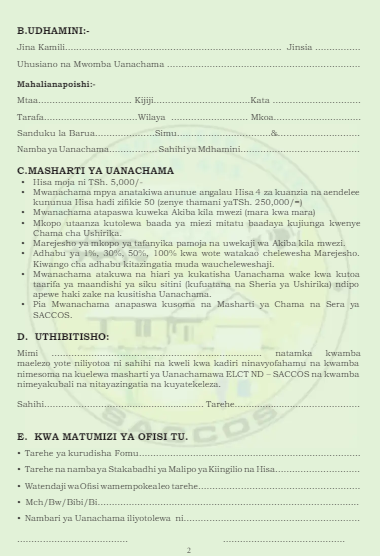 B.UDHAMINI:-
Jina Kamili.......................................................................... Jinsia ................
Uhusiano na Mwomba Uanachama ..........................................................
Mahalianapoishi:-
Mtaa............................... Kijiji................................Kata ..............................
Tarafa...............................Wilaya ......................... Mkoa............................
Sanduku la Barua....................Simu..............................&...........................
Namba ya Uanachama................ Sahihi ya Mdhamini.......................................
C.MASHARTI YA UANACHAMA
• Hisa moja ni TSh. 5,000/-
• Mwanachama mpya anatakiwa anunue angalau Hisa 4 za kuanzia na aendelee
kununua Hisa hadi zifikie 50 (zenye thamani yaTSh. 250,000/=)
• Mwanachama atapaswa kuweka Akiba kila mwezi (mara kwa mara)
• Mkopo utaanza kutolewa baada ya miezi mitatu baadaya kujiunga kwenye
Chama cha Ushirika.
• Marejesho ya mkopo ya tafanyika pamoja na uwekaji wa Akiba kila mwezi.
• Adhabu ya 1%, 30%, 50%, 100% kwa wote watakao chelewesha Marejesho.
Kiwango cha adhabu kitazingatia muda waucheleweshaji.
• Mwanachama atakuwa na hiari ya kukatisha Uanachama wake kwa kutoa
taarifa ya maandishi ya siku sitini (kufuatana na Sheria ya Ushirika) ndipo
apewe haki zake na kusitisha Uanachama.
• Pia Mwanachama anapaswa kusoma na Masharti ya Chama na Sera ya
SACCOS.
D. UTHIBITISHO:
Mimi ...................................................................... natamka kwamba
maelezo yote niliyotoa ni sahihi na kweli kwa kadiri ninavyofahamu na kwamba
nimesoma na kuelewa masharti ya Uanachamawa ELCT ND – SACCOS na kwamba
nimeyakubali na nitayazingatia na kuyatekeleza.
Sahihi..................................................... Tarehe..........................................
E. KWA MATUMIZI YA OFISI TU.
• Tarehe ya kurudisha Fomu..........................................................................
• Tarehe na namba ya Stakabadhi ya Malipo ya Kiingilio na Hisa............................
• Watendaji wa Ofisi wamempokea leo tarehe......................................................
• Mch/Bw/Bibi/Bi.......................................................................................
• Nambari ya Uanachama iliyotolewa ni...........................................................
..................................... .........................................
2
SACCOS